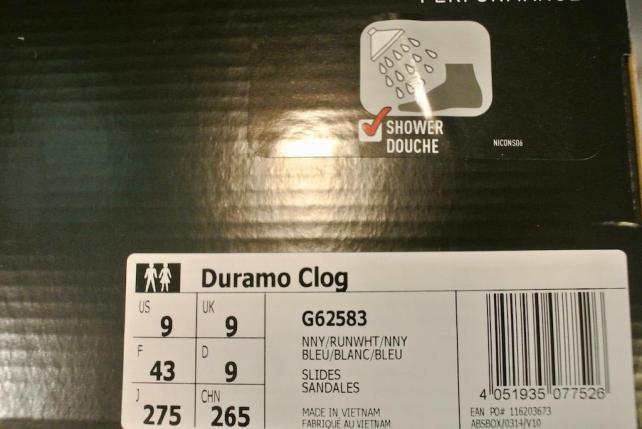 PERFORMANCE
SHOWER
DOUCHE
NICONS06
Duramo Clog
US 9 UK 9
F 43 D 9
J 275 CHN 265
G62583
NNY/RUNWHT/NNY
BLEU/BLANC/BLEU
SLIDES
SANDALES
MADE IN VIETNAM
FABRIQUE AU VIETNAM
4 051935 077526
EAN PO# 116203673
ABSBOX/0314/V10